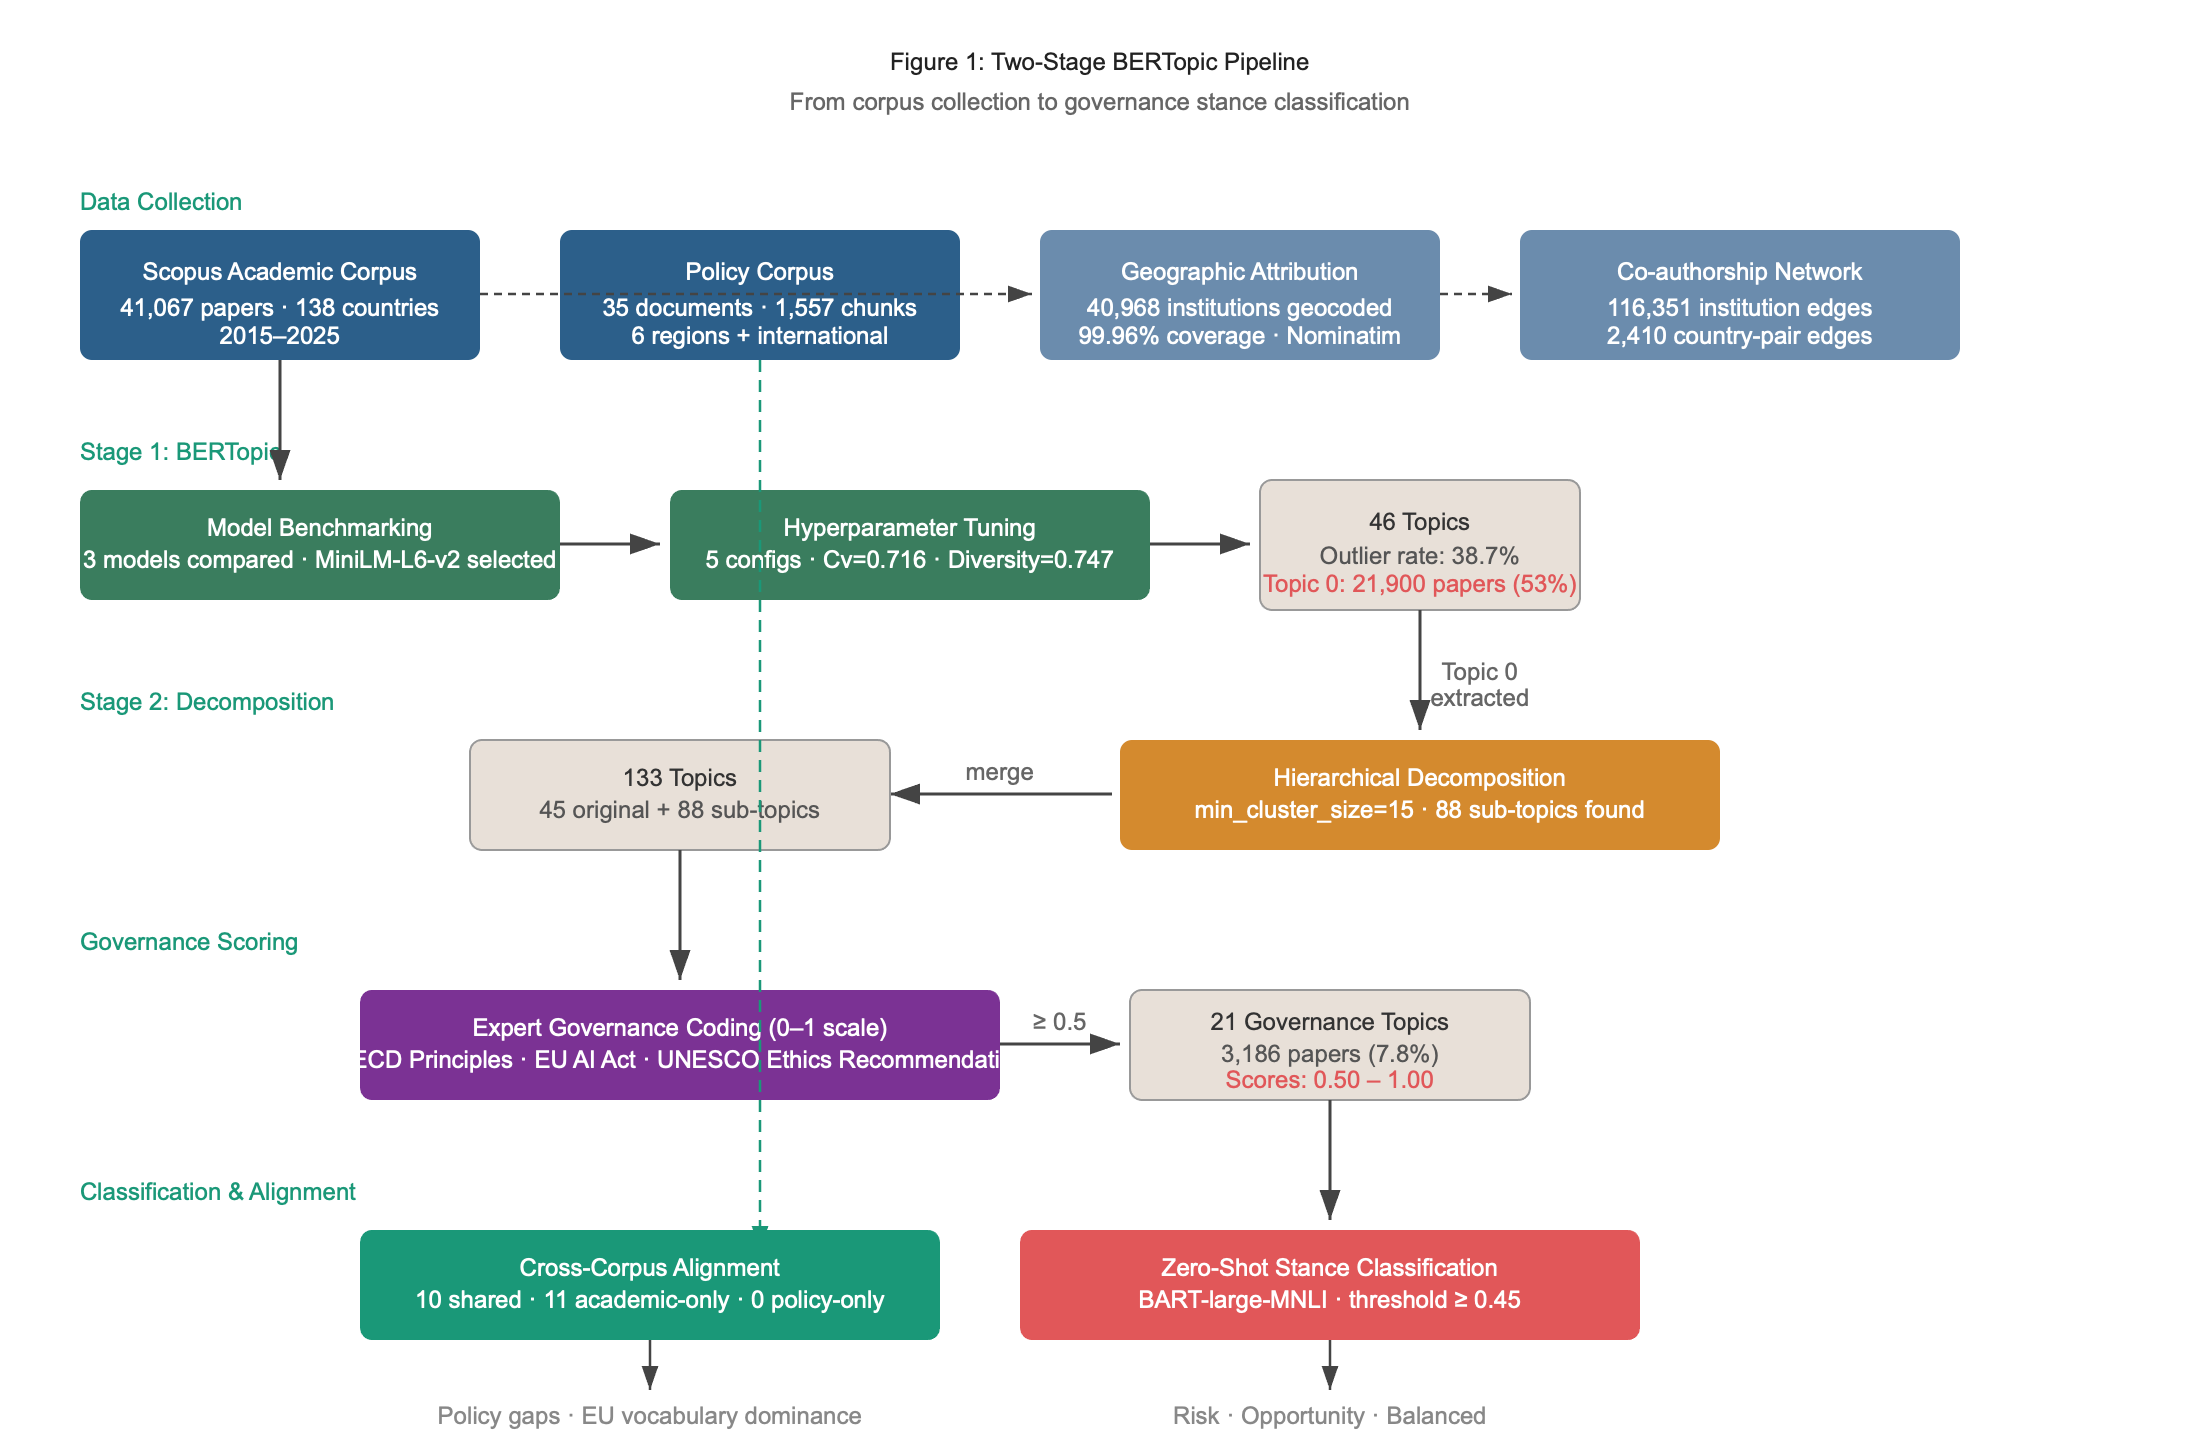 Figure 1: Two-Stage BERTopic Pipeline
From corpus collection to governance stance classification
Data Collection
Scopus Academic Corpus
41,067 papers · 138 countries
2015–2025
Policy Corpus
35 documents · 1,557 chunks
6 regions + international
Geographic Attribution
40,968 institutions geocoded
99.96% coverage · Nominatim
Co-authorship Network
116,351 institution edges
2,410 country-pair edges
Stage 1: BERTopic
Model Benchmarking
3 models compared · MiniLM-L6-v2 selected
Hyperparameter Tuning
5 configs · Cv=0.716 · Diversity=0.747
46 Topics
Outlier rate: 38.7%
Topic 0: 21,900 papers (53%)
Topic 0
extracted
Stage 2: Decomposition
133 Topics
45 original + 88 sub-topics
merge
Hierarchical Decomposition
min_cluster_size=15 · 88 sub-topics found
Governance Scoring
Expert Governance Coding (0–1 scale)
ECD Principles · EU AI Act · UNESCO Ethics Recommendati
≥ 0.5
21 Governance Topics
3,186 papers (7.8%)
Scores: 0.50 – 1.00
Classification & Alignment
Cross-Corpus Alignment
10 shared · 11 academic-only · 0 policy-only
Zero-Shot Stance Classification
BART-large-MNLI · threshold ≥ 0.45
Policy gaps · EU vocabulary dominance
Risk · Opportunity · Balanced